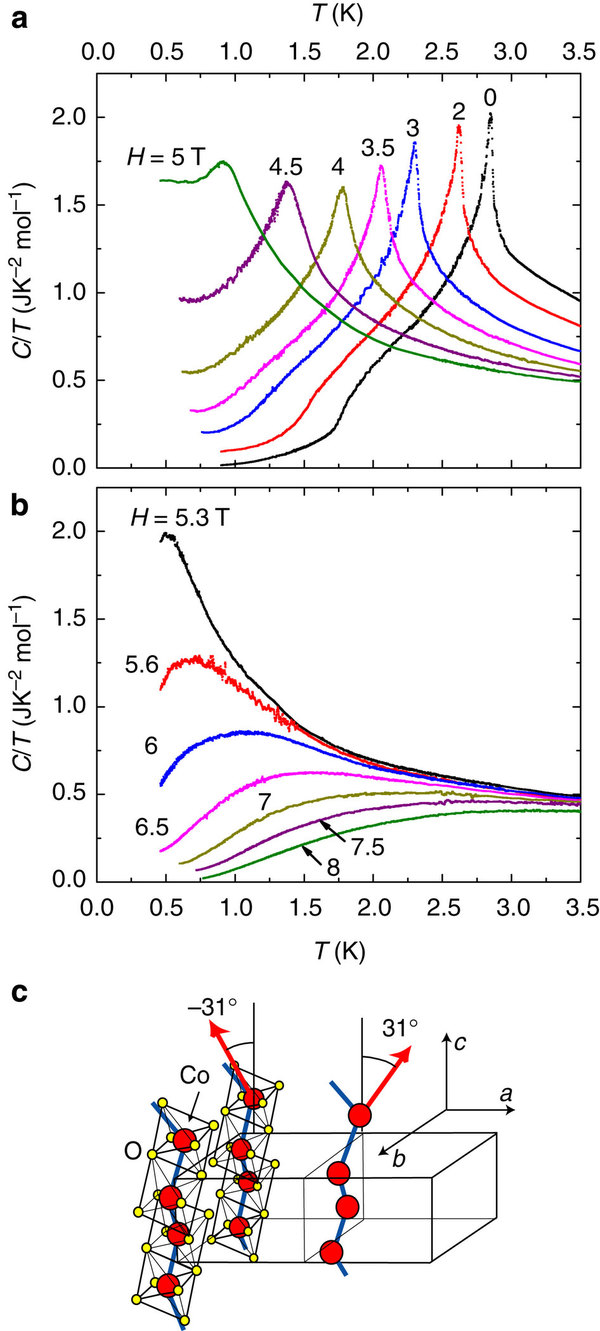 a
T (K)
0.0 0.5 1.0 1.5 2.0 2.5 3.0 3.5
2.0
1.5
1.0
0.5
0.0
C/T (JK⁻² mol⁻¹)
H = 5 T
4.5
4
3.5
3
2
0
b
2.0
1.5
1.0
0.5
0.0
C/T (JK⁻² mol⁻¹)
H = 5.3 T
5.6
6
6.5
7
7.5
8
0.0 0.5 1.0 1.5 2.0 2.5 3.0 3.5
T (K)
c
–31°
31°
Co
O
c
a
b